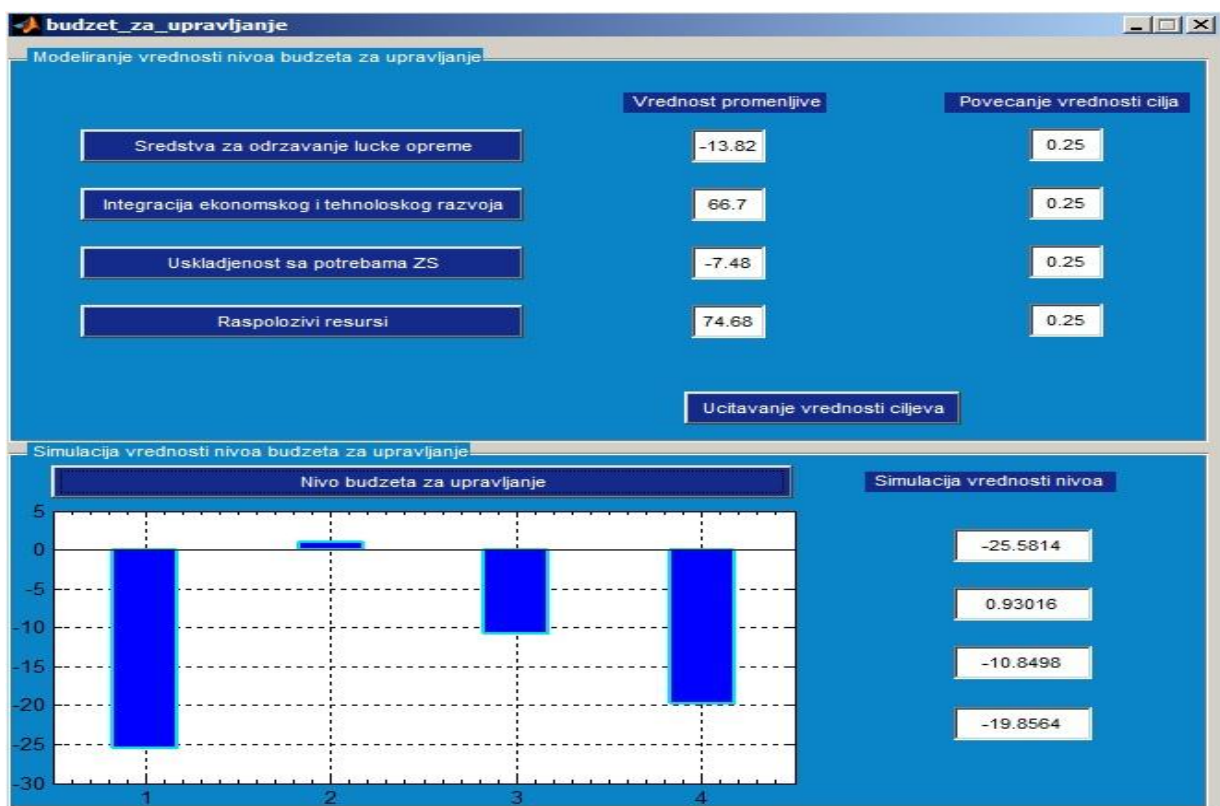 budzet_za_upravljanje
Modeliranje vrednosti nivoa budzeta za upravljanje
Vrednost promenljive Povecanje vrednosti cilja
Sredstva za odrzavanje lucke opreme -13.82 0.25
Integracija ekonomskog i tehnoloskog razvoja 66.7 0.25
Uskladjenost sa potrebama ZS -7.48 0.25
Raspolozivi resursi 74.68 0.25
Ucitavanje vrednosti ciljeva
Simulacija vrednosti nivoa budzeta za upravljanje
Nivo budzeta za upravljanje Simulacija vrednosti nivoa
5
0
-5
-10
-15
-20
-25
-30
1 2 3 4
-25.5814
0.93016
-10.8498
-19.8564